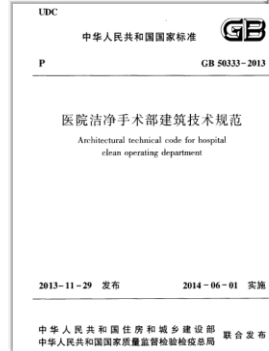 UDC
中华人民共和国国家标准
GB
P
GB 50333-2013
医院洁净手术部建筑技术规范
Architectural technical code for hospital
clean operating department
2013-11-29 发布
2014-06-01 实施
中华人民共和国住房和城乡建设部
中华人民共和国国家质量监督检验检疫总局
联合发布